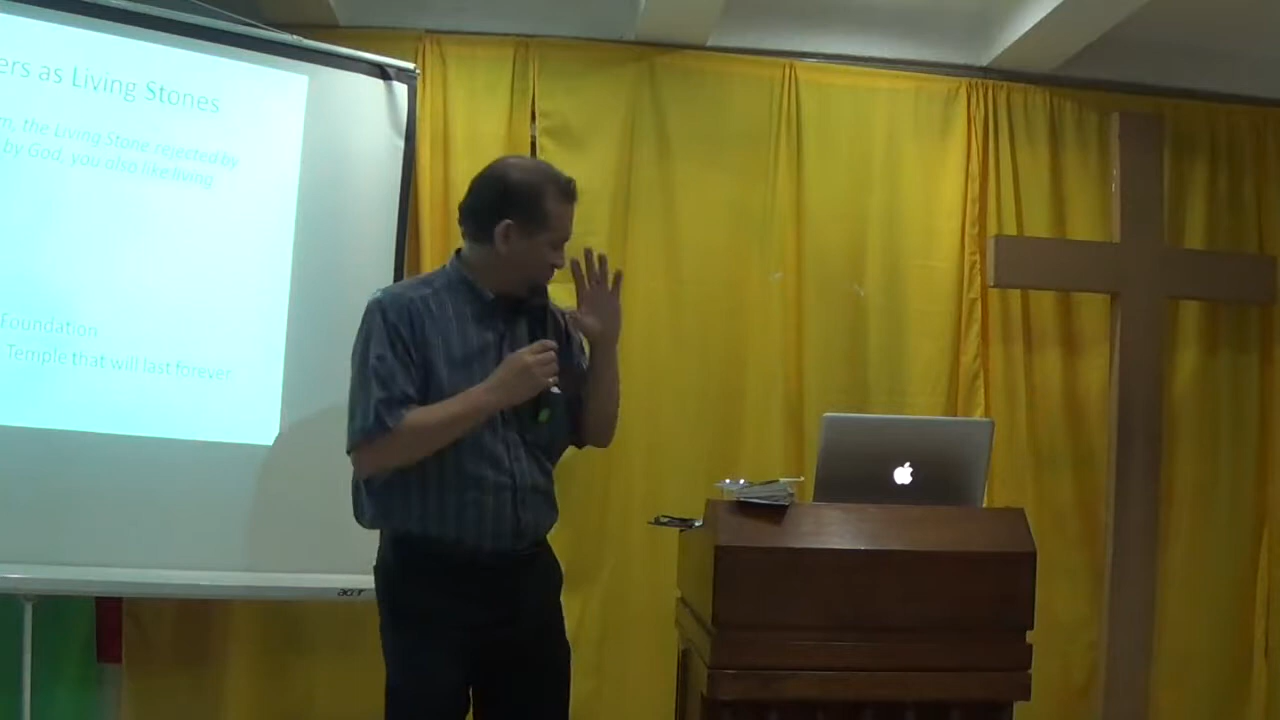 ers as Living Stones
m, the Living Stone rejected by
by God, you also like living
Foundation
Temple that will last forever
acer